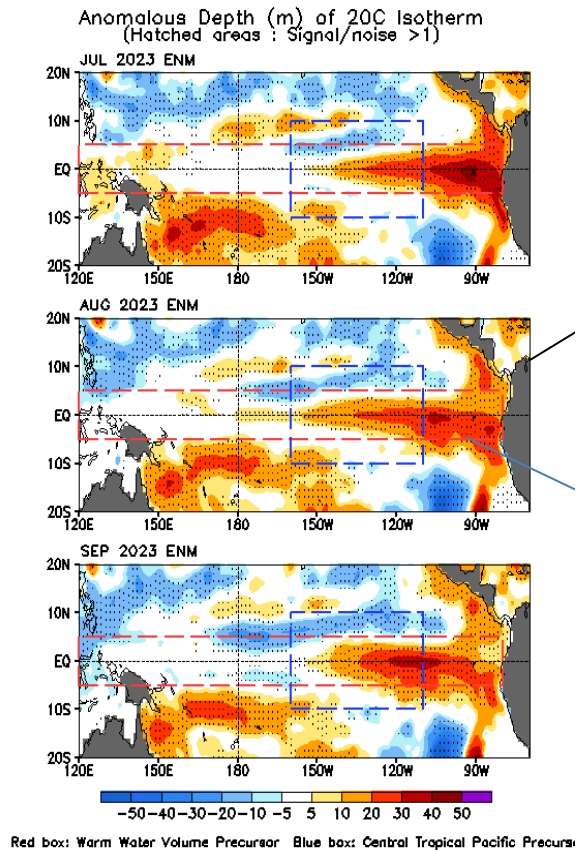 Anomalous Depth (m) of 20C Isotherm
(Hatched areas : Signal/noise >1)
JUL 2023 ENM
20N
10N
EQ
10S
20S
120E 150E 180 150W 120W 90W
AUG 2023 ENM
20N
10N
EQ
10S
20S
120E 150E 180 150W 120W 90W
SEP 2023 ENM
20N
10N
EQ
10S
20S
120E 150E 180 150W 120W 90W
-50 -40 -30 -20 -10 -5 5 10 20 30 40 50
Red box: Warm Water Volume Precursor Blue box: Central Tropical Pacific Precurso